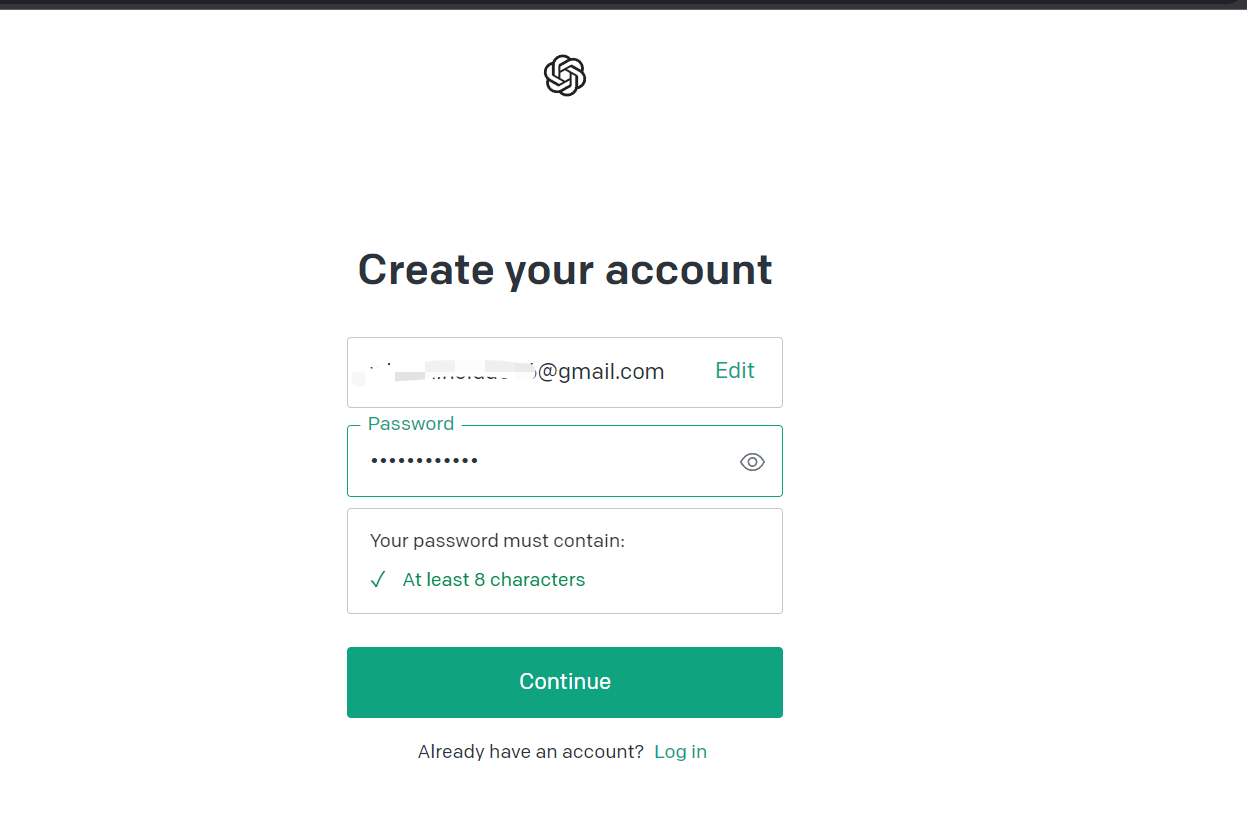 Create your account
@gmail.com Edit
Password
••••••••••••
Your password must contain:
✓ At least 8 characters
Continue
Already have an account? Log in